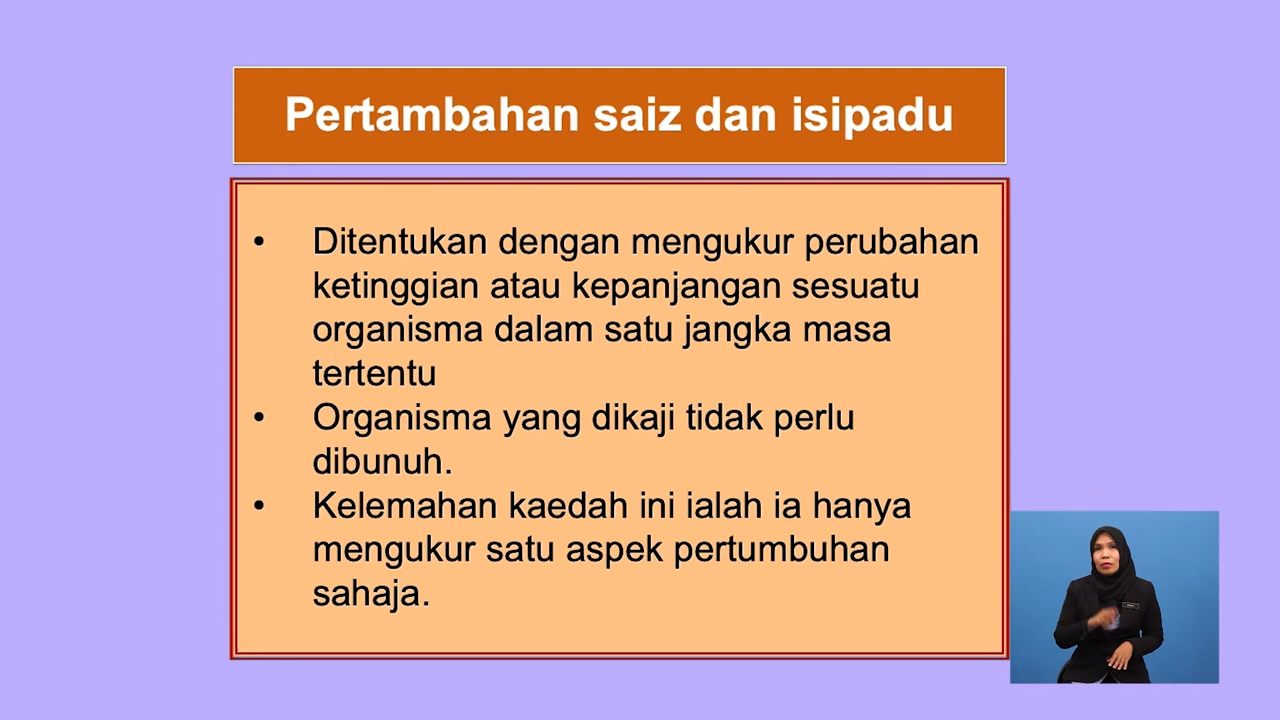 Pertambahan saiz dan isipadu
• Ditentukan dengan mengukur perubahan
ketinggian atau kepanjangan sesuatu
organisma dalam satu jangka masa
tertentu
• Organisma yang dikaji tidak perlu
dibunuh.
• Kelemahan kaedah ini ialah ia hanya
mengukur satu aspek pertumbuhan
sahaja.